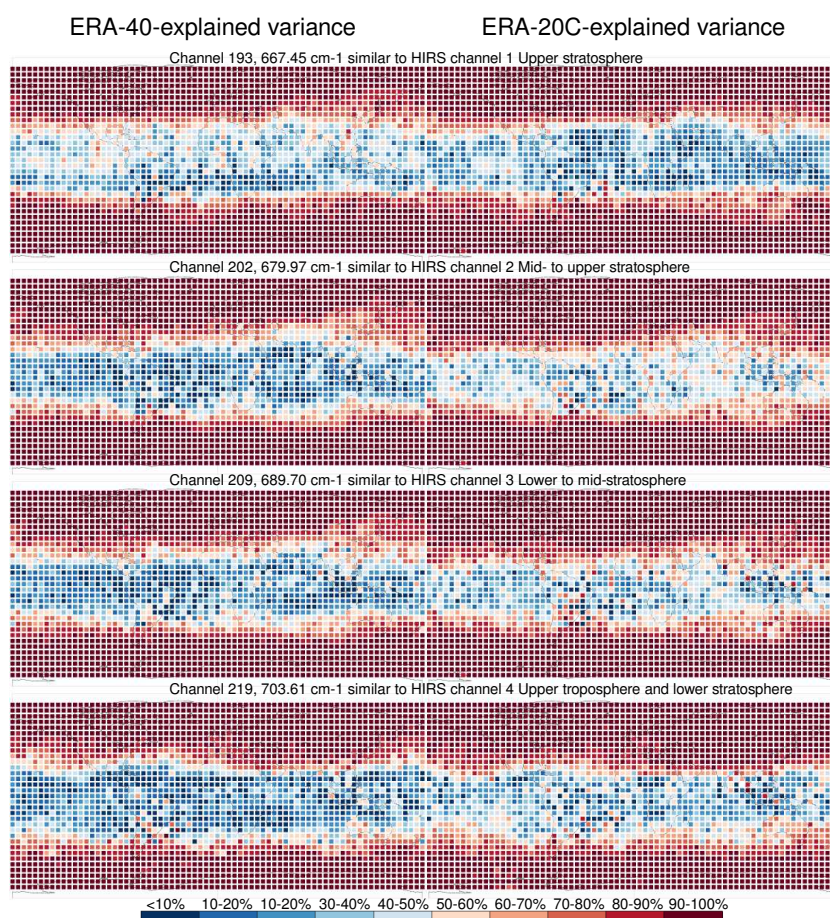 ERA-40-explained variance ERA-20C-explained variance
Channel 193, 667.45 cm-1 similar to HIRS channel 1 Upper stratosphere
Channel 202, 679.97 cm-1 similar to HIRS channel 2 Mid- to upper stratosphere
Channel 209, 689.70 cm-1 similar to HIRS channel 3 Lower to mid-stratosphere
Channel 219, 703.61 cm-1 similar to HIRS channel 4 Upper troposphere and lower stratosphere
<10% 10-20% 10-20% 30-40% 40-50% 50-60% 60-70% 70-80% 80-90% 90-100%